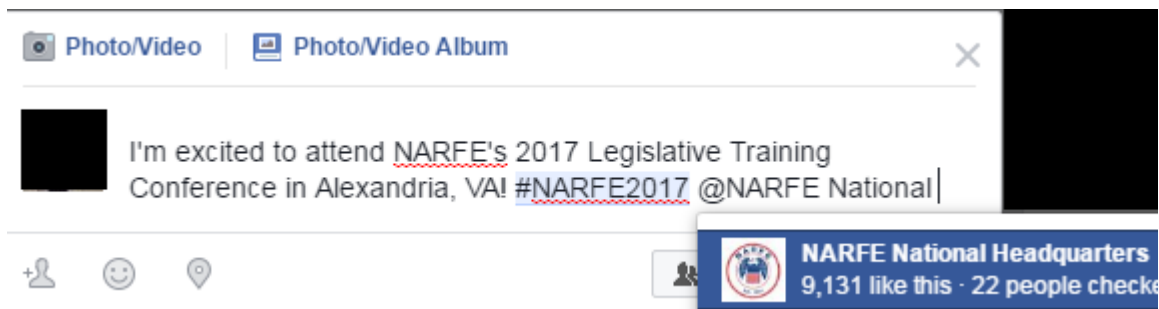 Photo/Video Photo/Video Album
I'm excited to attend NARFE's 2017 Legislative Training
Conference in Alexandria, VA! #NARFE2017 @NARFE National
NARFE National Headquarters
9,131 like this · 22 people checke